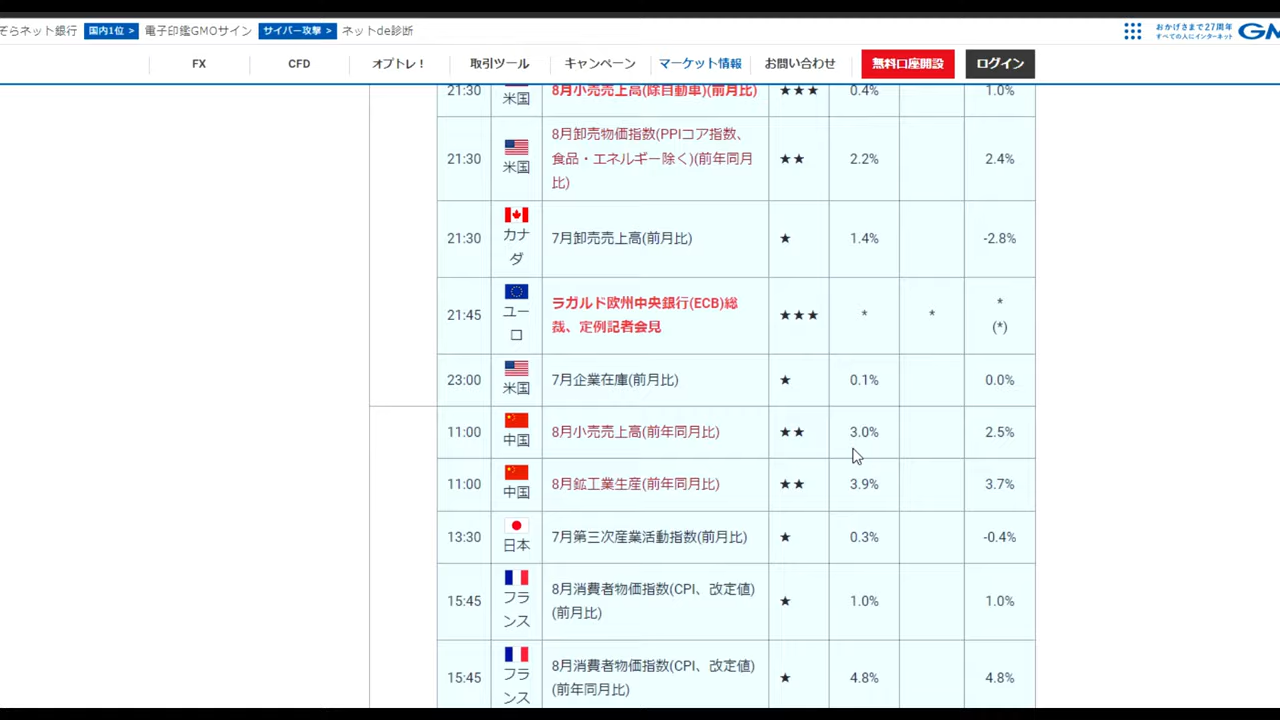 ぞらネット銀行 国内1位 > 電子印鑑GMOサイン サイバー攻撃 > ネットde診断 おかげさまで27周年
すべての人にインターネット
FX CFD オプトレ！ 取引ツール キャンペーン マーケット情報 お問い合わせ 無料口座開設 ログイン
21:30 米国 8月小売売上高(除自動車)(前月比) ★★★ 0.4% 1.0%
21:30 米国 8月卸売物価指数(PPIコア指数、
食品・エネルギー除く)(前年同月
比) ★★ 2.2% 2.4%
21:30 カナ
ダ 7月卸売売上高(前月比) ★ 1.4% -2.8%
21:45 ユー
ロ ラガルド欧州中央銀行(ECB)総
裁、定例記者会見 ★★★ * * *
(*)
23:00 米国 7月企業在庫(前月比) ★ 0.1% 0.0%
11:00 中国 8月小売売上高(前年同月比) ★★ 3.0% 2.5%
11:00 中国 8月鉱工業生産(前年同月比) ★★ 3.9% 3.7%
13:30 日本 7月第三次産業活動指数(前月比) ★ 0.3% -0.4%
15:45 フラ
ンス 8月消費者物価指数(CPI、改定値)
(前月比) ★ 1.0% 1.0%
15:45 フラ
ンス 8月消費者物価指数(CPI、改定値)
(前年同月比) ★ 4.8% 4.8%